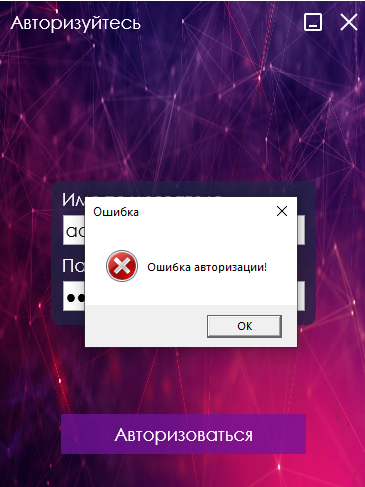 Авторизуйтесь
Ошибка
Ошибка авторизации!
OK
Авторизоваться